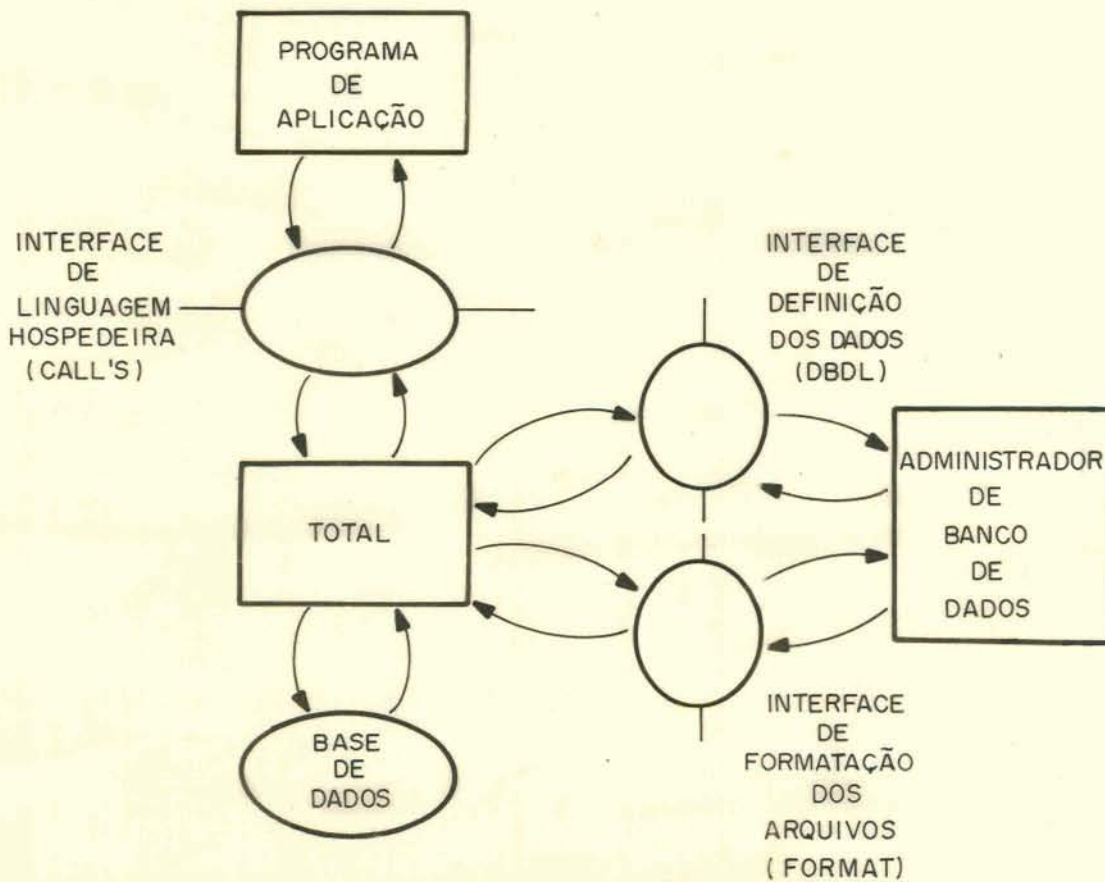 PROGRAMA
DE
APLICAÇÃO
INTERFACE
DE
LINGUAGEM
HOSPEDEIRA
(CALL'S)
INTERFACE
DE
DEFINIÇÃO
DOS DADOS
(DBDL)
TOTAL
ADMINISTRADOR
DE
BANCO
DE
DADOS
BASE
DE
DADOS
INTERFACE
DE
FORMATAÇÃO
DOS
ARQUIVOS
(FORMAT)